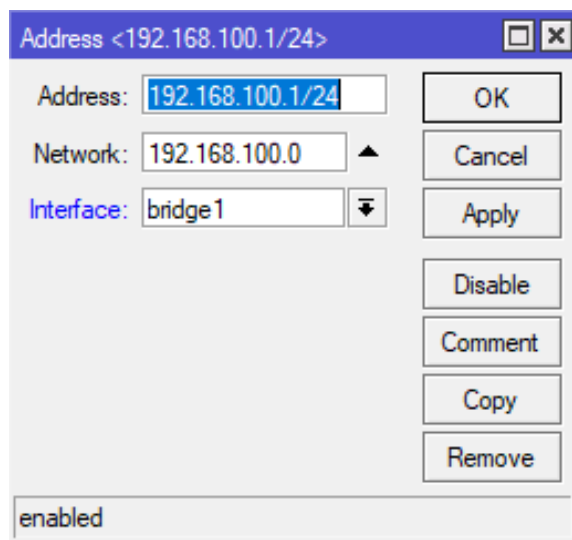 Address <192.168.100.1/24>
Address: 192.168.100.1/24 OK
Network: 192.168.100.0 Cancel
Interface: bridge1 Apply
Disable
Comment
Copy
Remove
enabled